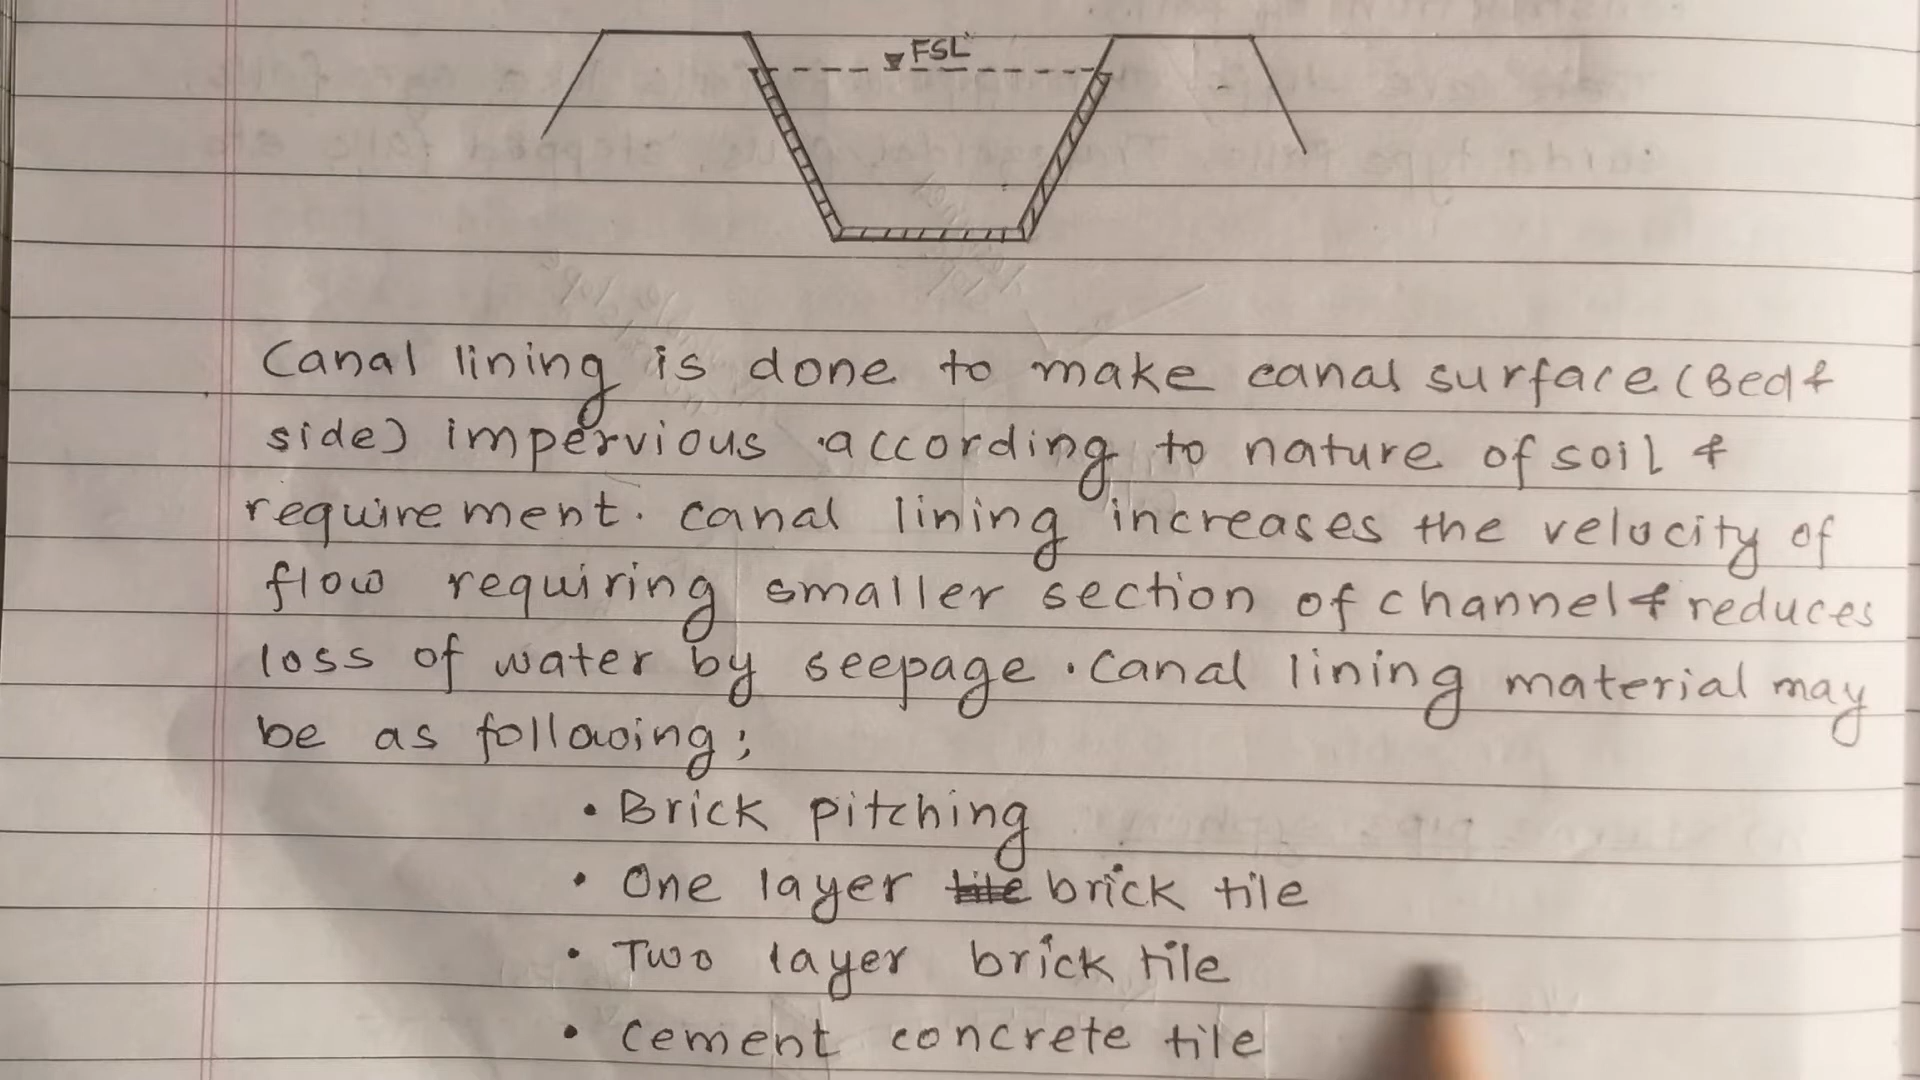 FSL
Canal lining is done to make canal surface (Bed &
side) impervious according to nature of soil &
requirement. canal lining increases the velocity of
flow requiring smaller section of channel & reduces
loss of water by seepage. Canal lining material may
be as following;
• Brick pitching
• One layer brick tile
• Two layer brick tile
• Cement concrete tile